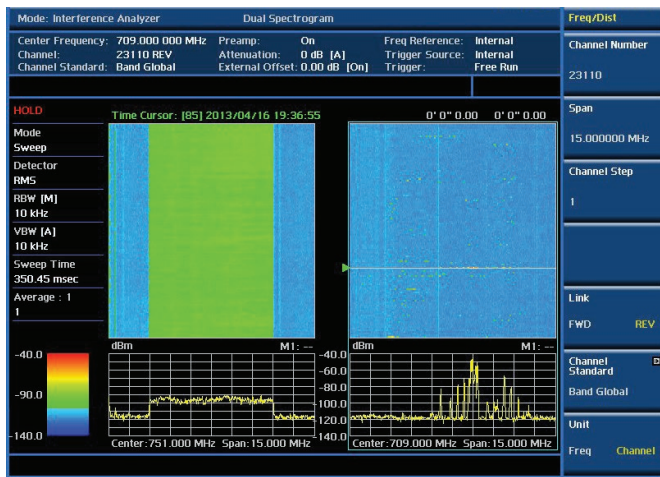 Mode: Interference Analyzer Dual Spectrogram
Center Frequency: 709.000 000 MHz Preamp: On Freq Reference: Internal
Channel: 23110 REV Attenuation: 0 dB [A] Trigger Source: Internal
Channel Standard: Band Global External Offset: 0.00 dB [On] Trigger: Free Run
HOLD
Mode
Sweep
Detector
RMS
RBW [M]
10 kHz
VBW [A]
10 kHz
Sweep Time
350.45 msec
Average : 1
1
-40.0
-90.0
-140.0
Time Cursor: [85] 2013/04/16 19:36:55 0' 0" 0.00 0' 0" 0.00
dBm M1: --
Center:751.000 MHz Span:15.000 MHz
-40.0
-60.0
-80.0
-100.0
-120.0
-140.0
dBm M1: --
Center:709.000 MHz Span:15.000 MHz
Freq/Dist
Channel Number
23110
Span
15.000000 MHz
Channel Step
1
Link
FWD REV
Channel Standard D
Band Global
Unit
Freq Channel